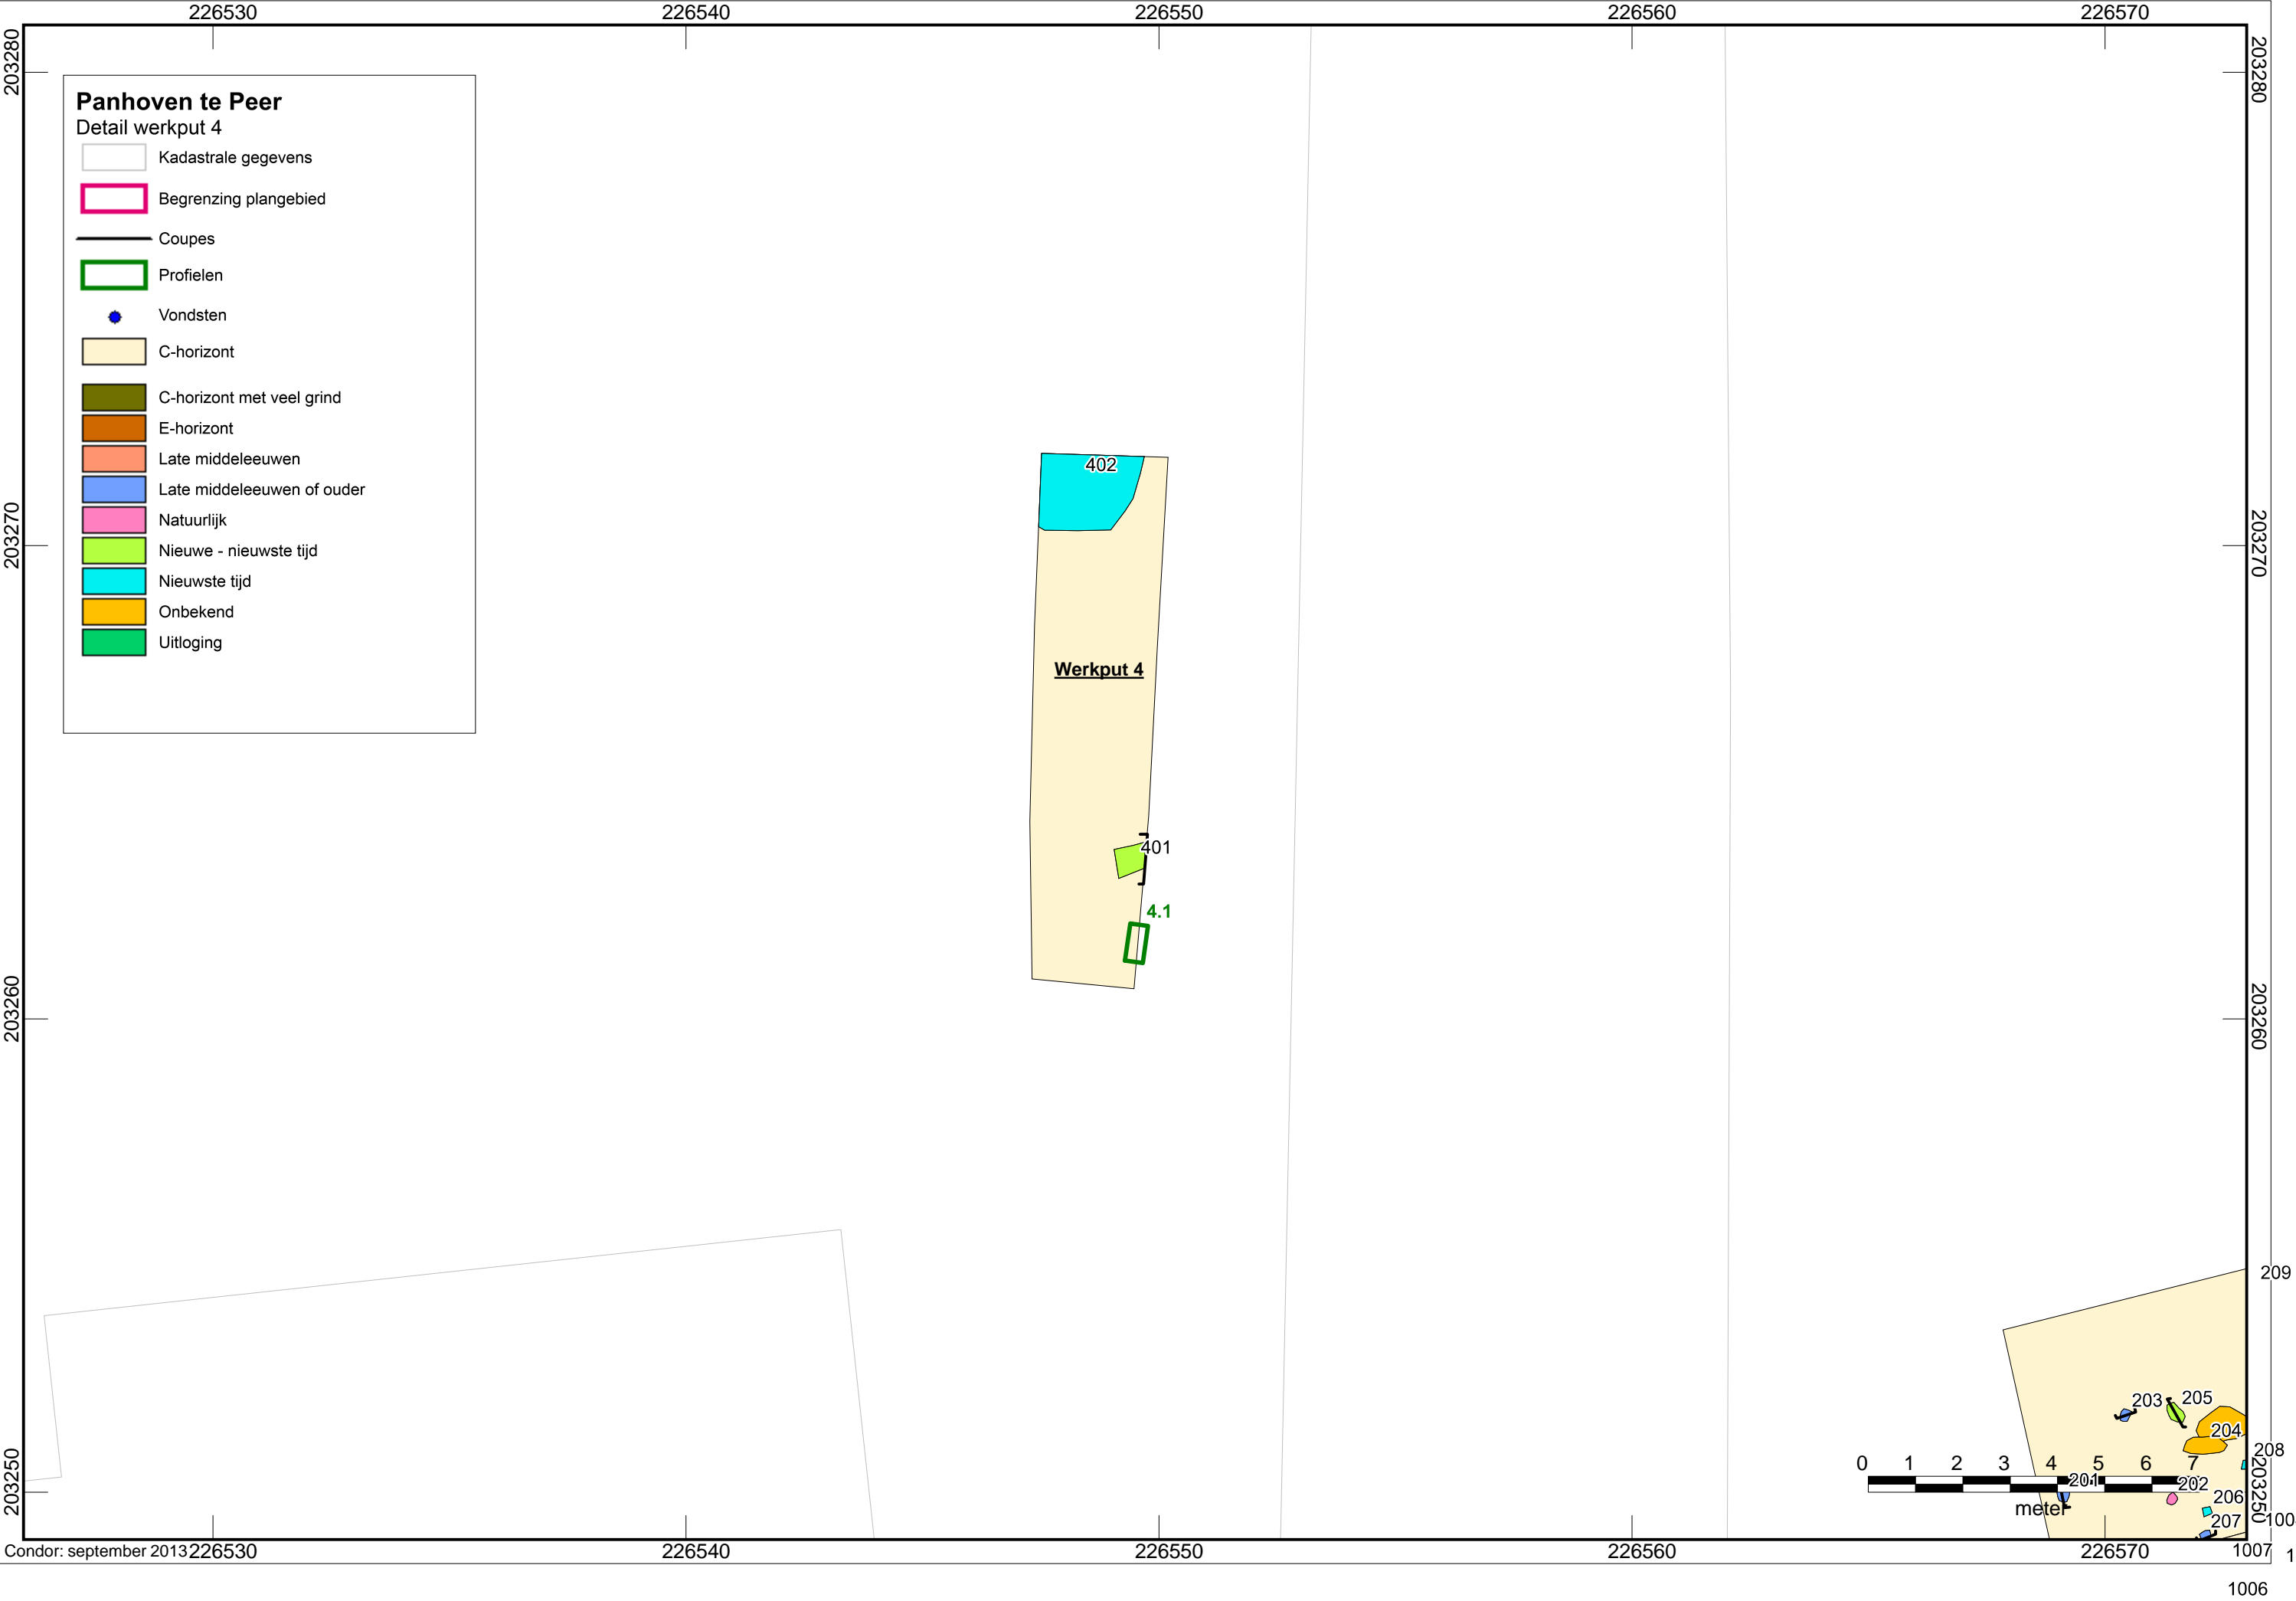 226530 226540 226550 226560 226570
203280
203280
Panhoven te Peer
Detail werkput 4
Kadastrale gegevens
Begrenzing plangebied
Coupes
Profielen
Vondsten
C-horizont
C-horizont met veel grind
E-horizont
Late middeleeuwen
Late middeleeuwen of ouder
Natuurlijk
Nieuwe - nieuwste tijd
Nieuwste tijd
Onbekend
Uitloging
402
203270
203270
Werkput 4
401
4.1
203260
203260
209
203 205
204
208
0 1 2 3 4 5 6 7
201 202
meter
206
207
203250
203250
100
Condor: september 2013
226530 226540 226550 226560 226570
1007 1
1006